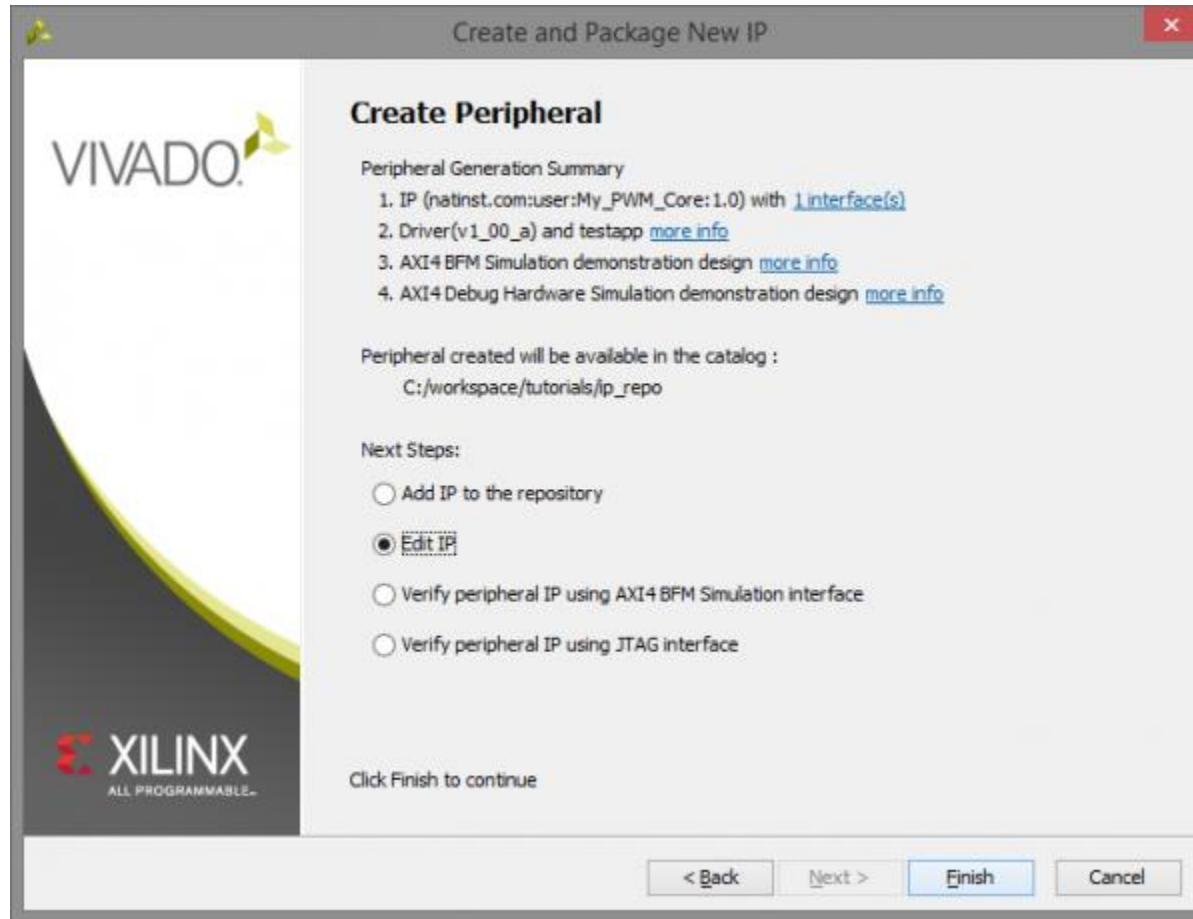 Create and Package New IP
VIVADO.
Create Peripheral
Peripheral Generation Summary
1. IP (natinst.com:user:My_PWM_Core:1.0) with 1 interface(s)
2. Driver(v1_00_a) and testapp more info
3. AXI4 BFM Simulation demonstration design more info
4. AXI4 Debug Hardware Simulation demonstration design more info
Peripheral created will be available in the catalog :
C:/workspace/tutorials/ip_repo
Next Steps:
Add IP to the repository
Edit IP
Verify peripheral IP using AXI4 BFM Simulation interface
Verify peripheral IP using JTAG interface
XILINX
ALL PROGRAMMABLE™
Click Finish to continue
< Back Next > Finish Cancel